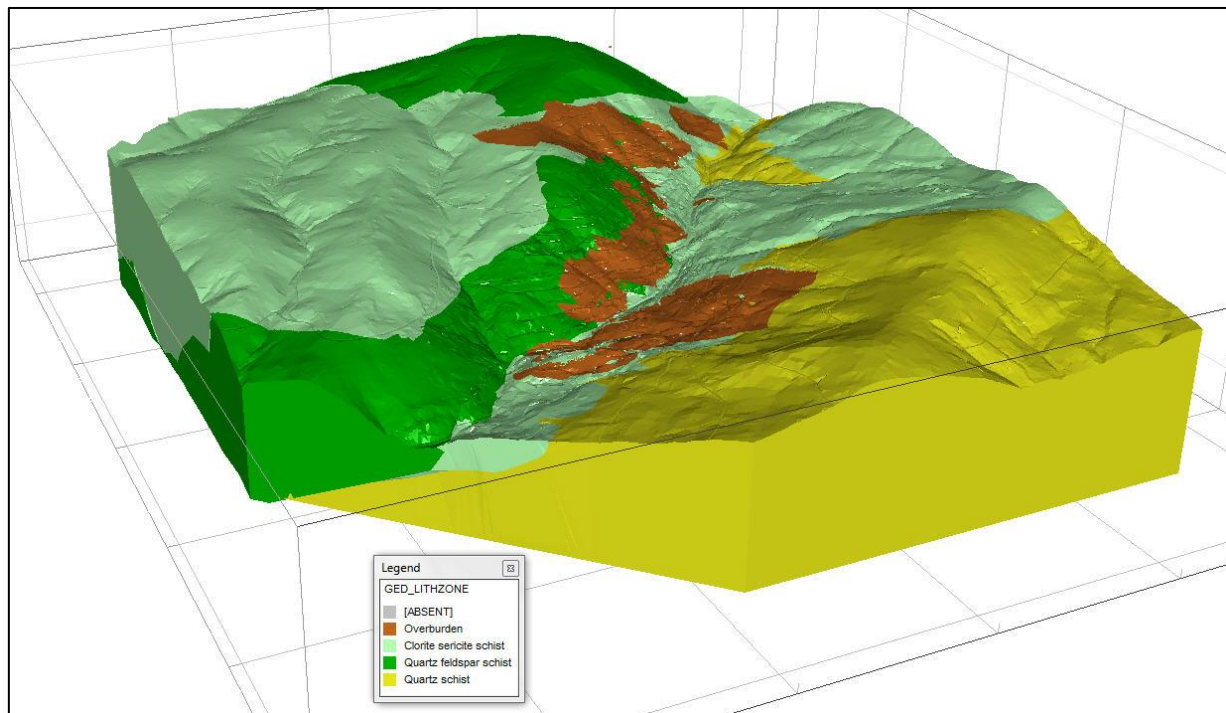 Legend
GED_LITHZONE
[ABSENT]
Overburden
Clorite sericite schist
Quartz feldspar schist
Quartz schist